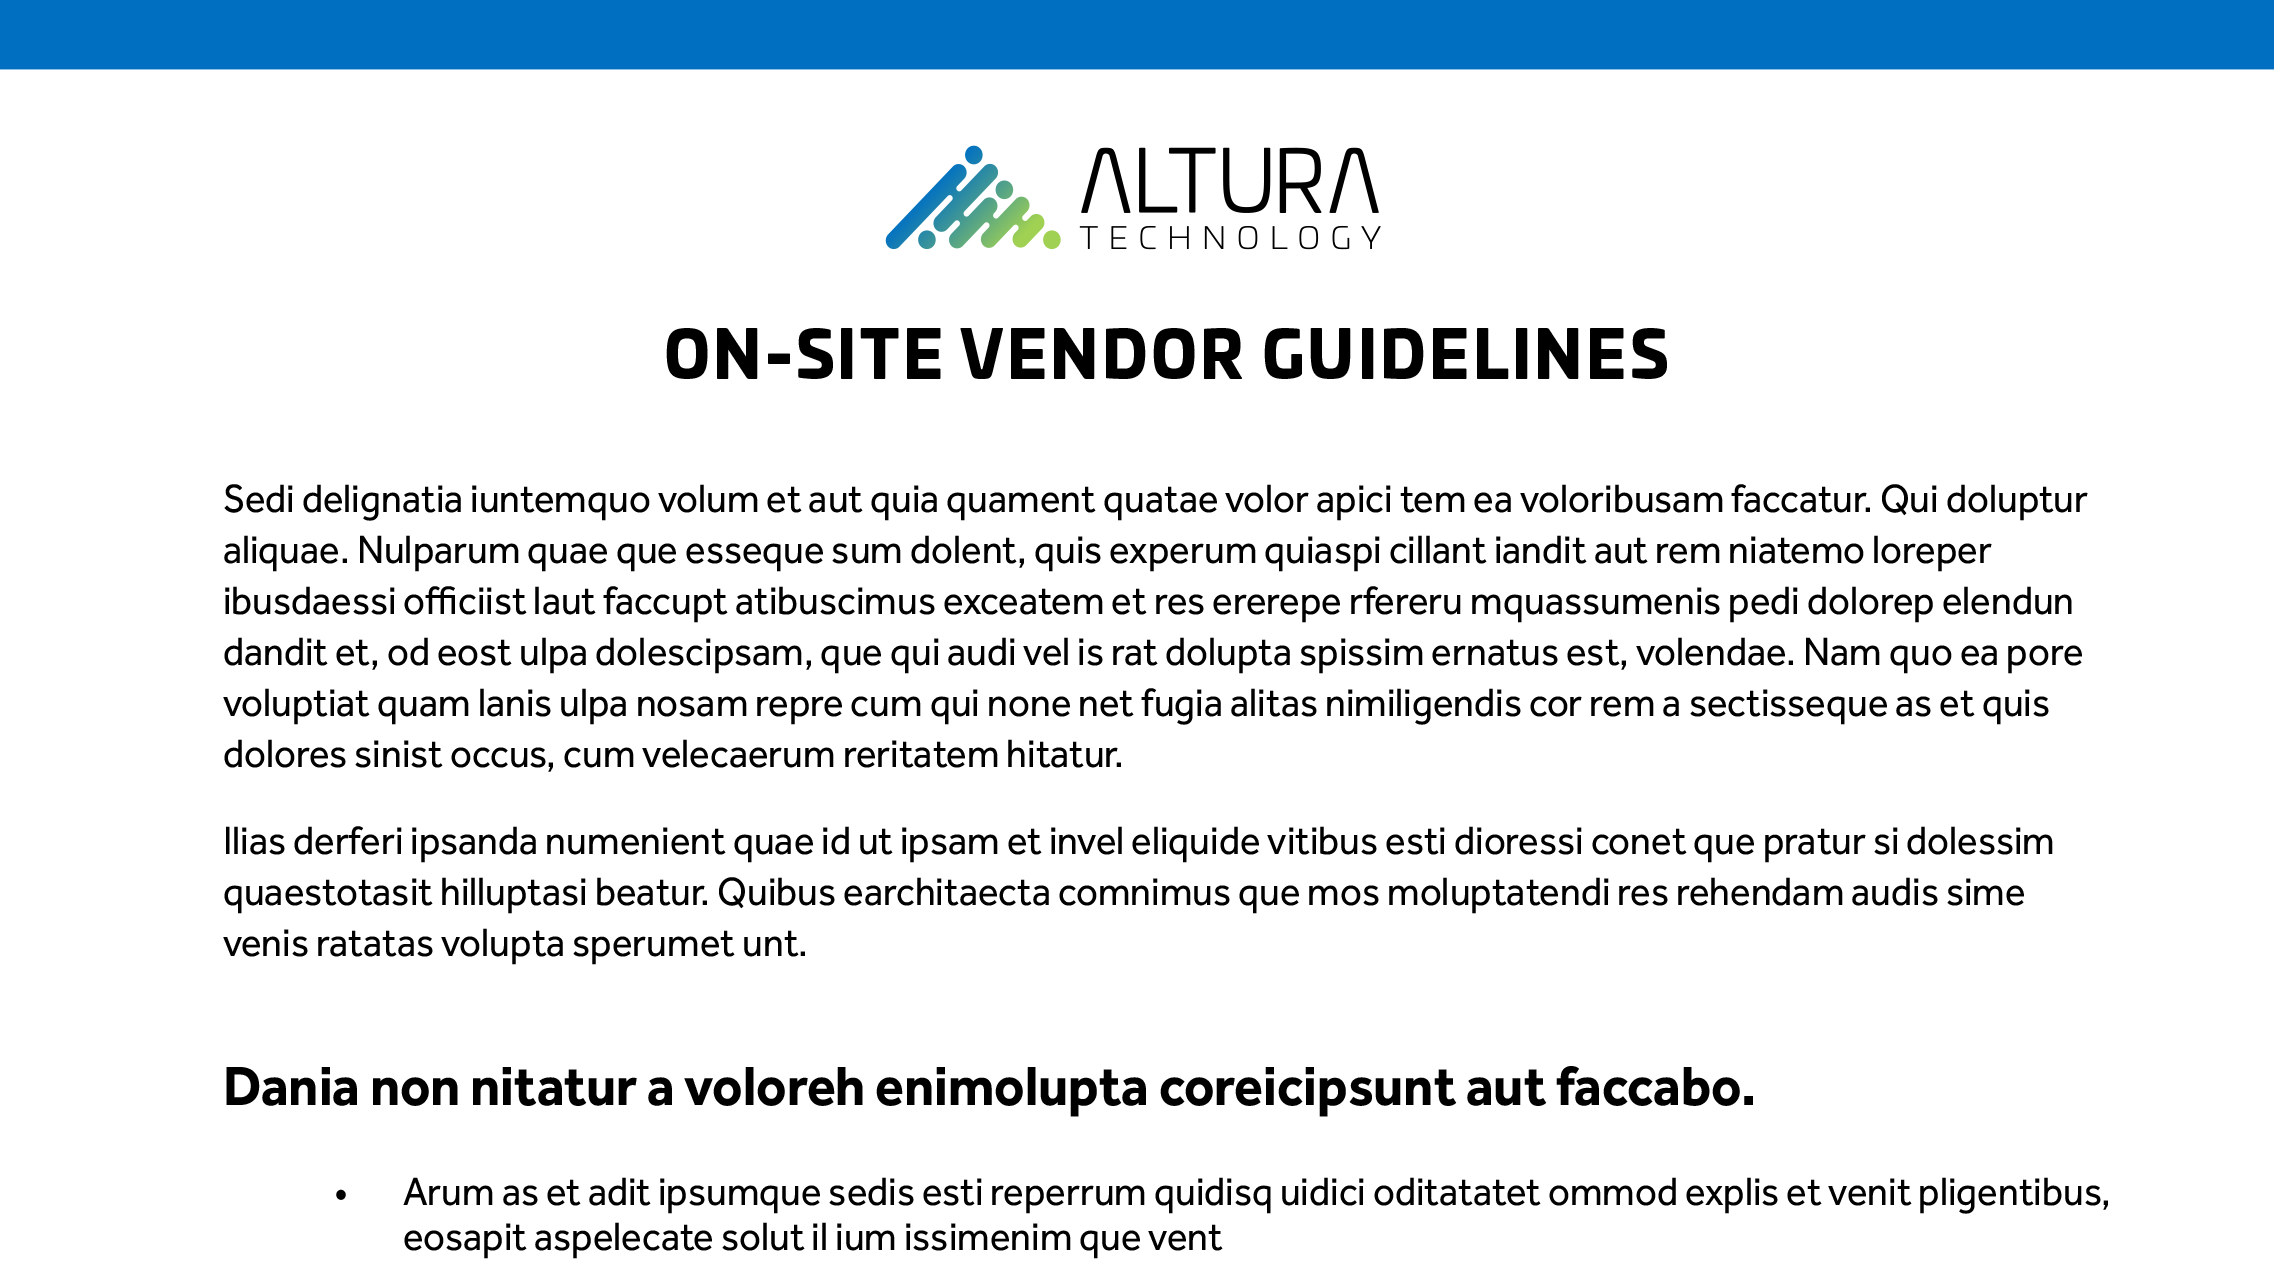 ALTURA
TECHNOLOGY
ON-SITE VENDOR GUIDELINES
Sedi delignatia iuntemquo volum et aut quia quament quatae volor apici tem ea voloribusam faccatur. Qui doluptur
aliquae. Nulparum quae que esseque sum dolent, quis experum quiaspi cillant iandit aut rem niatemo loreper
ibusdaessi officiist laut faccupt atibuscimus exceatem et res ererepe rfereru mquassumenis pedi dolorep elendun
dandit et, od eost ulpa dolescipsam, que qui audi vel is rat dolupta spissim ernatus est, volendae. Nam quo ea pore
voluptiat quam lanis ulpa nosam repre cum qui none net fugia alitas nimiligendis cor rem a sectisseque as et quis
dolores sinist occus, cum velecaerum reritatem hitatur.
Ilias derferi ipsanda numenient quae id ut ipsam et invel eliquide vitibus esti dioressi conet que pratur si dolessim
quaestotasit hilluptasi beatur. Quibus earchitaecta comnimus que mos moluptatendi res rehendam audis sime
venis ratatas volupta sperumet unt.
Dania non nitatur a voloreh enimolupta coreicipsunt aut faccabo.
• Arum as et adit ipsumque sedis esti reperrum quidisq uidici oditatatet ommod explis et venit pligentibus,
eosapit aspelecate solut il ium issimenim que vent